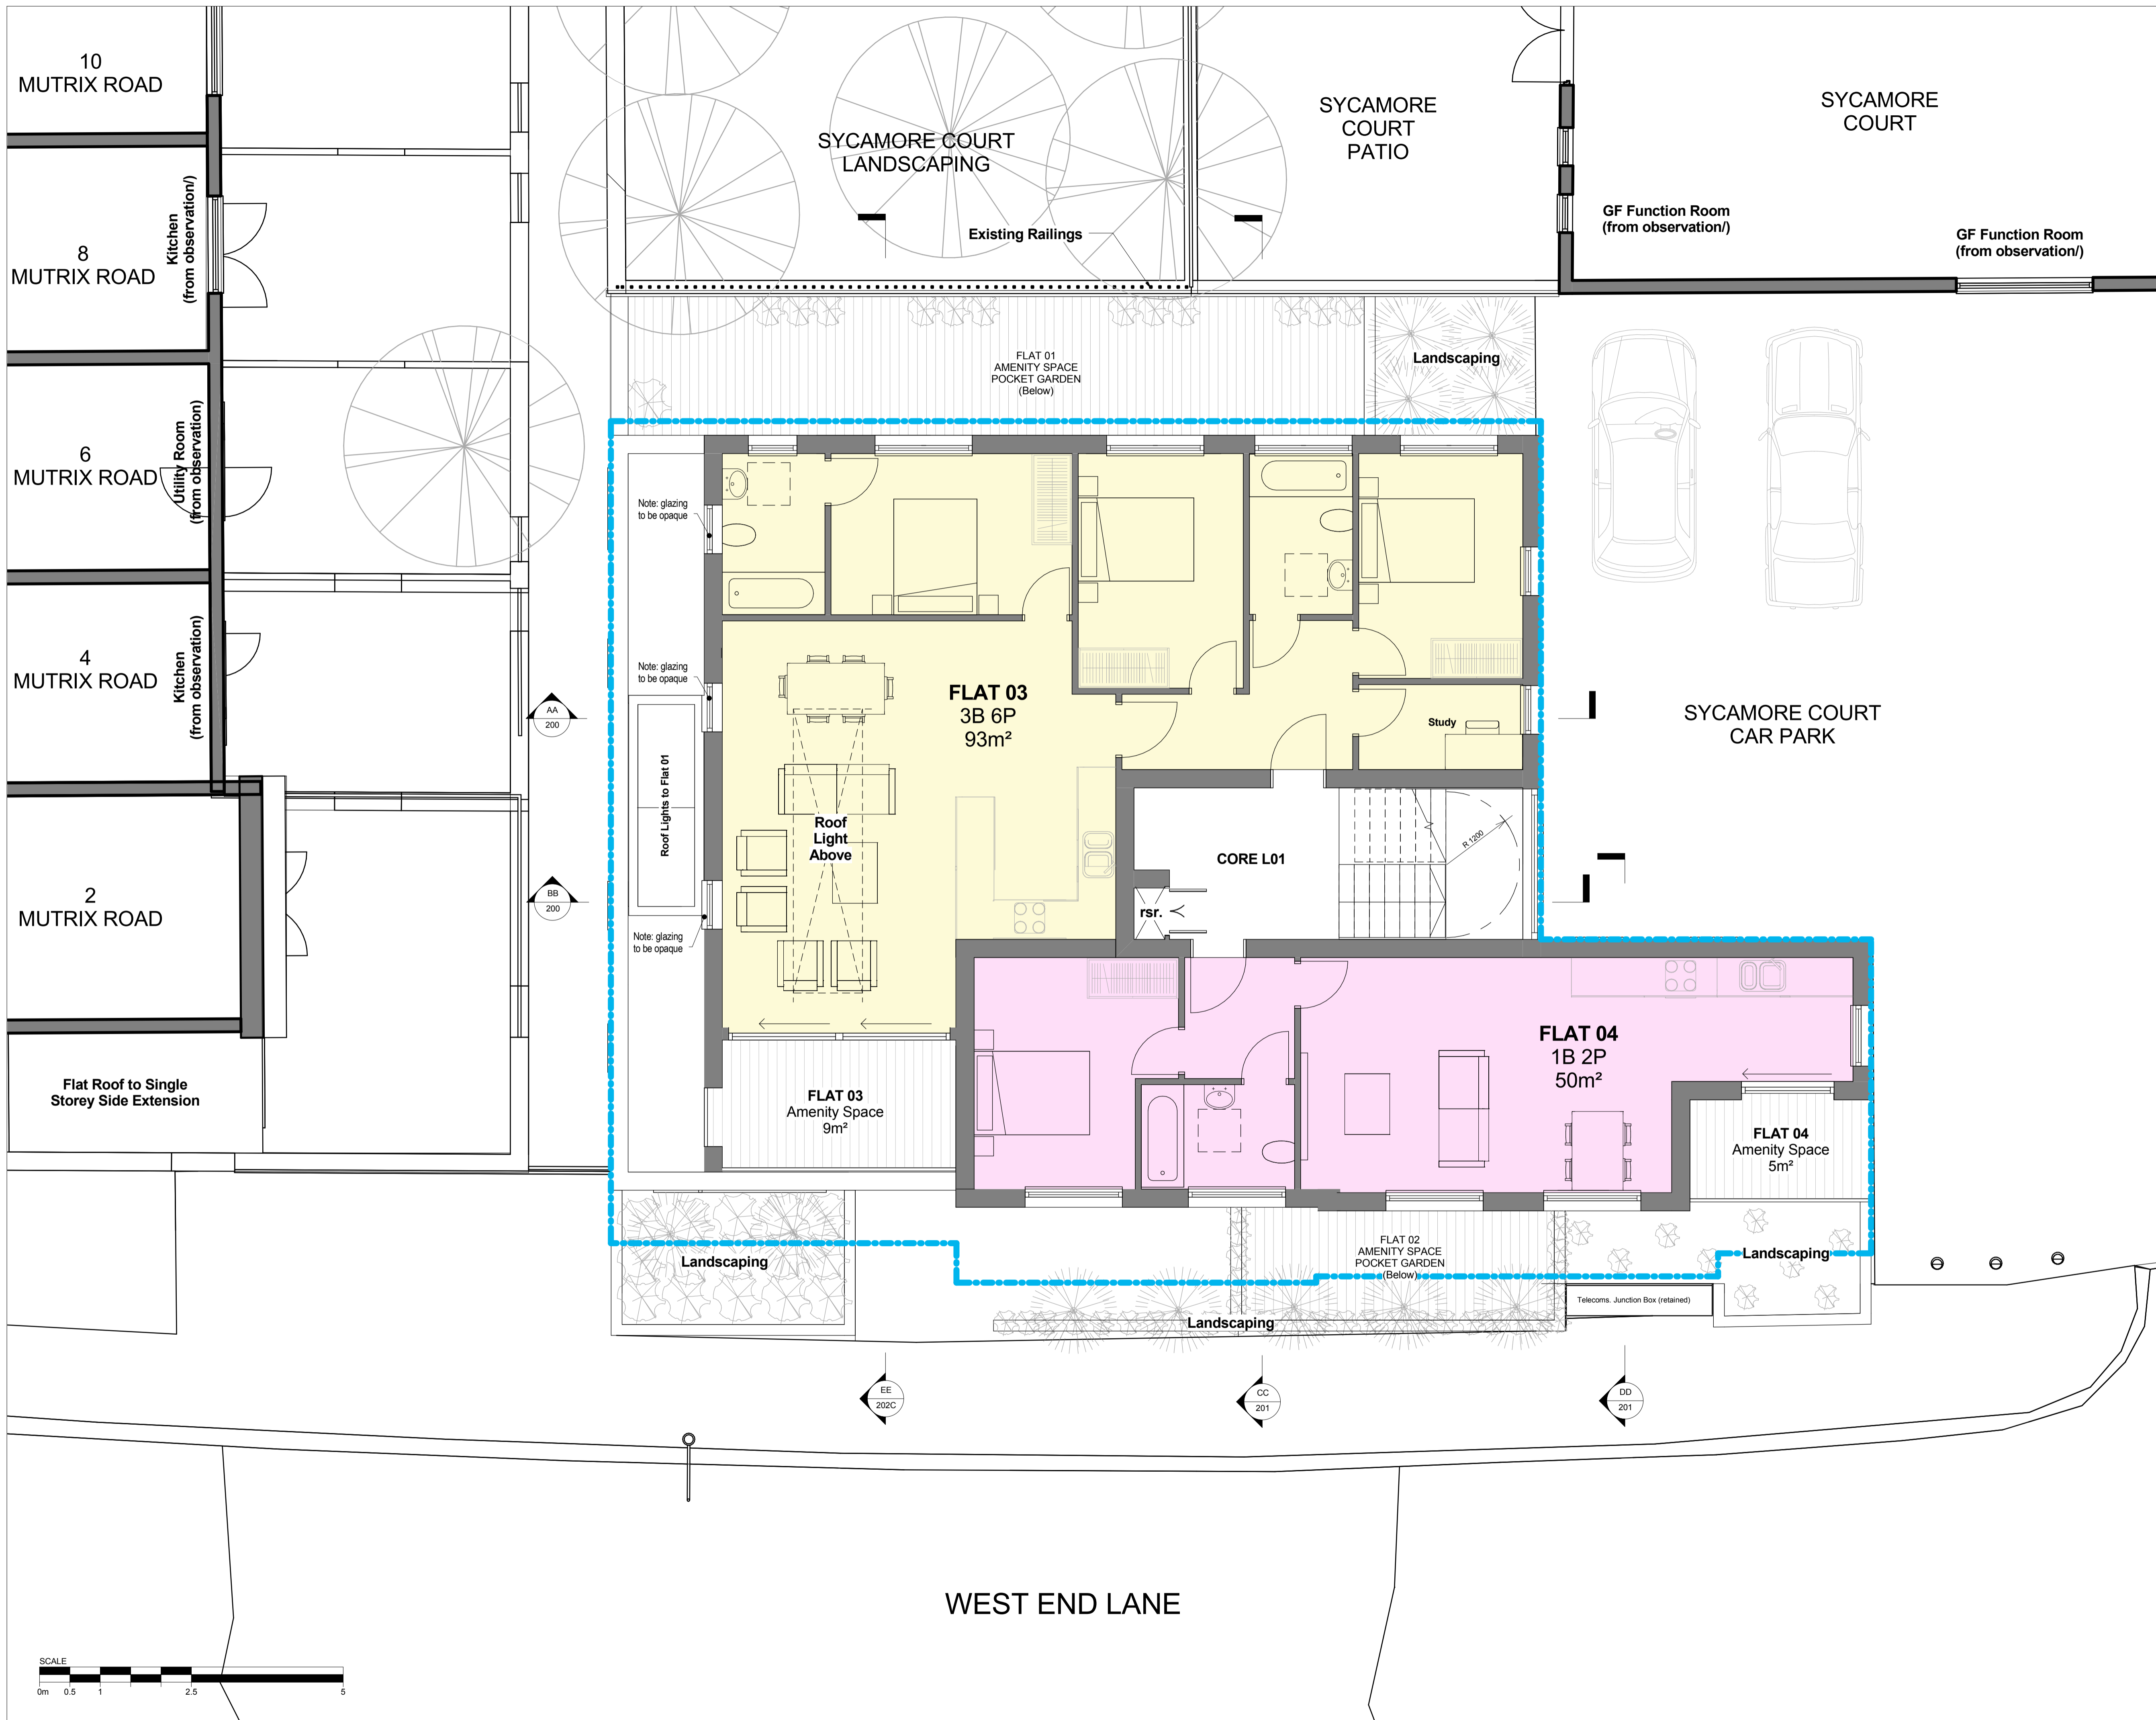 10
MUTRIX ROAD
SYCAMORE COURT
LANDSCAPING
SYCAMORE
COURT
PATIO
SYCAMORE
COURT
8
MUTRIX ROAD
Kitchen
(from observation/)
Existing Railings
GF Function Room
(from observation/)
GF Function Room
(from observation/)
FLAT 01
AMENITY SPACE
POCKET GARDEN
(Below)
Landscaping
6
MUTRIX ROAD
Utility Room
(from observation)
Note: glazing
to be opaque
4
MUTRIX ROAD
Kitchen
(from observation)
Note: glazing
to be opaque
AA
200
FLAT 03
3B 6P
93m²
Study
SYCAMORE COURT
CAR PARK
Roof Lights to Flat 01
Roof
Light
Above
CORE L01
R 1200
2
MUTRIX ROAD
BB
200
rsr.
Note: glazing
to be opaque
FLAT 04
1B 2P
50m²
Flat Roof to Single
Storey Side Extension
FLAT 03
Amenity Space
9m²
FLAT 04
Amenity Space
5m²
Landscaping
FLAT 02
AMENITY SPACE
POCKET GARDEN
(Below)
Landscaping
Telecoms. Junction Box (retained)
Landscaping
EE
202C
CC
201
DD
201
WEST END LANE
SCALE
0m 0.5 1 2.5 5